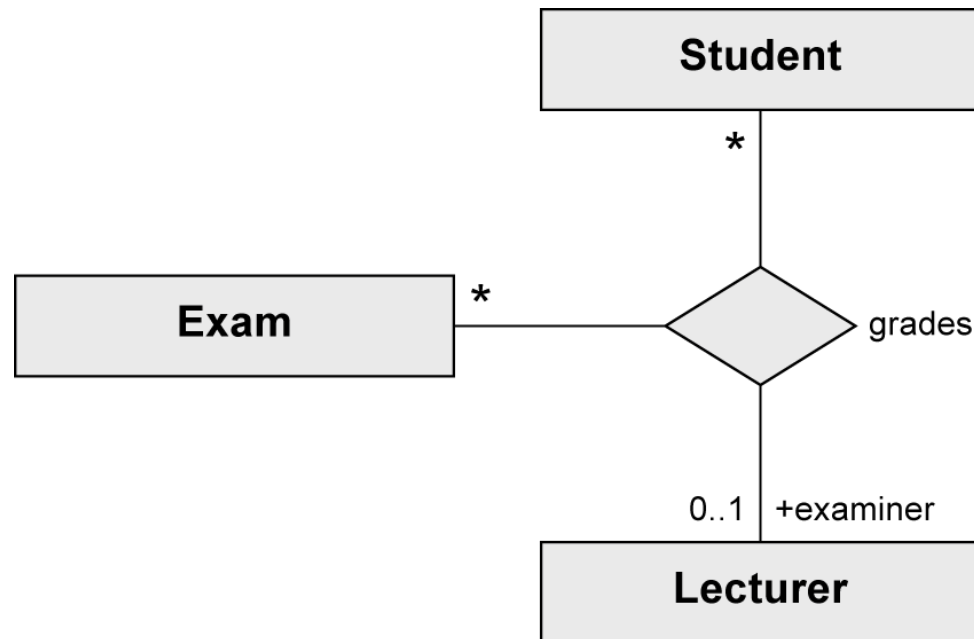 Student
*
*
Exam
grades
0..1 +examiner
Lecturer